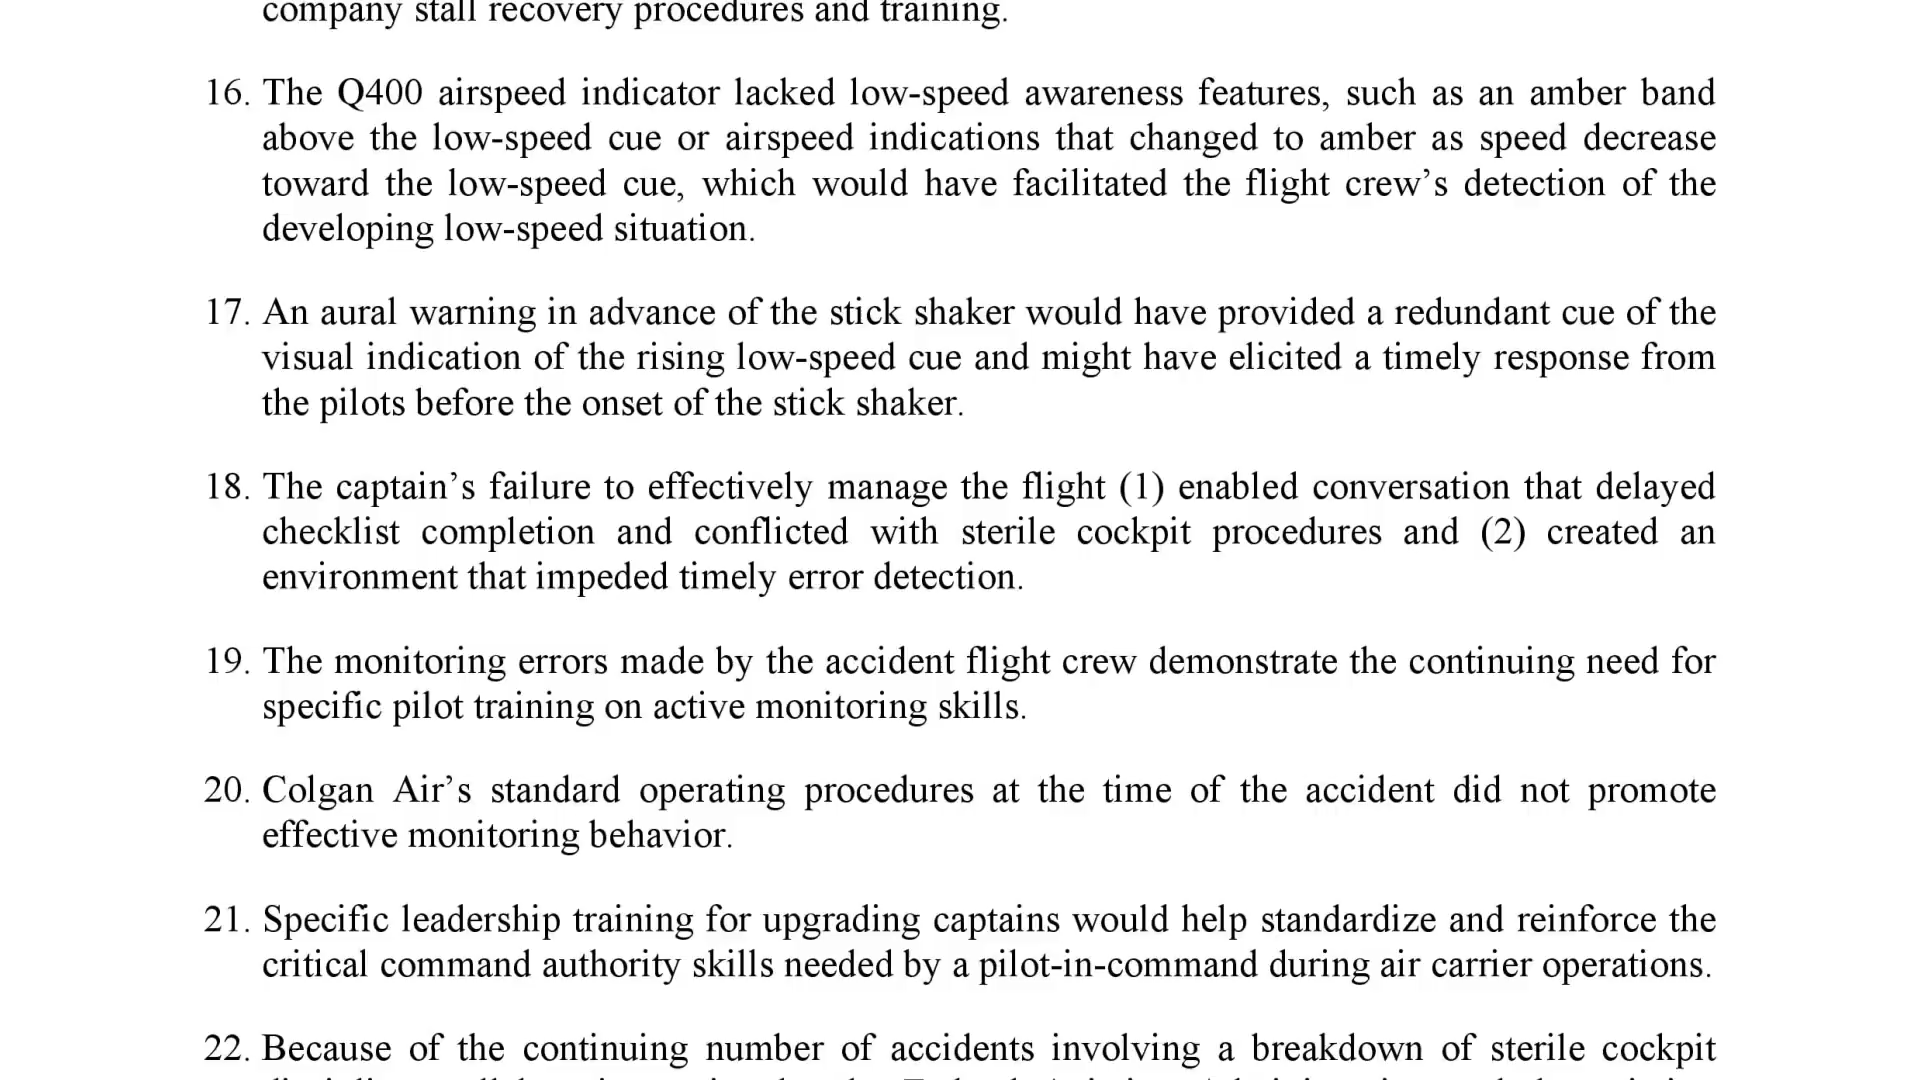 company stall recovery procedures and training.
16. The Q400 airspeed indicator lacked low-speed awareness features, such as an amber band
above the low-speed cue or airspeed indications that changed to amber as speed decrease
toward the low-speed cue, which would have facilitated the flight crew’s detection of the
developing low-speed situation.
17. An aural warning in advance of the stick shaker would have provided a redundant cue of the
visual indication of the rising low-speed cue and might have elicited a timely response from
the pilots before the onset of the stick shaker.
18. The captain’s failure to effectively manage the flight (1) enabled conversation that delayed
checklist completion and conflicted with sterile cockpit procedures and (2) created an
environment that impeded timely error detection.
19. The monitoring errors made by the accident flight crew demonstrate the continuing need for
specific pilot training on active monitoring skills.
20. Colgan Air’s standard operating procedures at the time of the accident did not promote
effective monitoring behavior.
21. Specific leadership training for upgrading captains would help standardize and reinforce the
critical command authority skills needed by a pilot-in-command during air carrier operations.
22. Because of the continuing number of accidents involving a breakdown of sterile cockpit